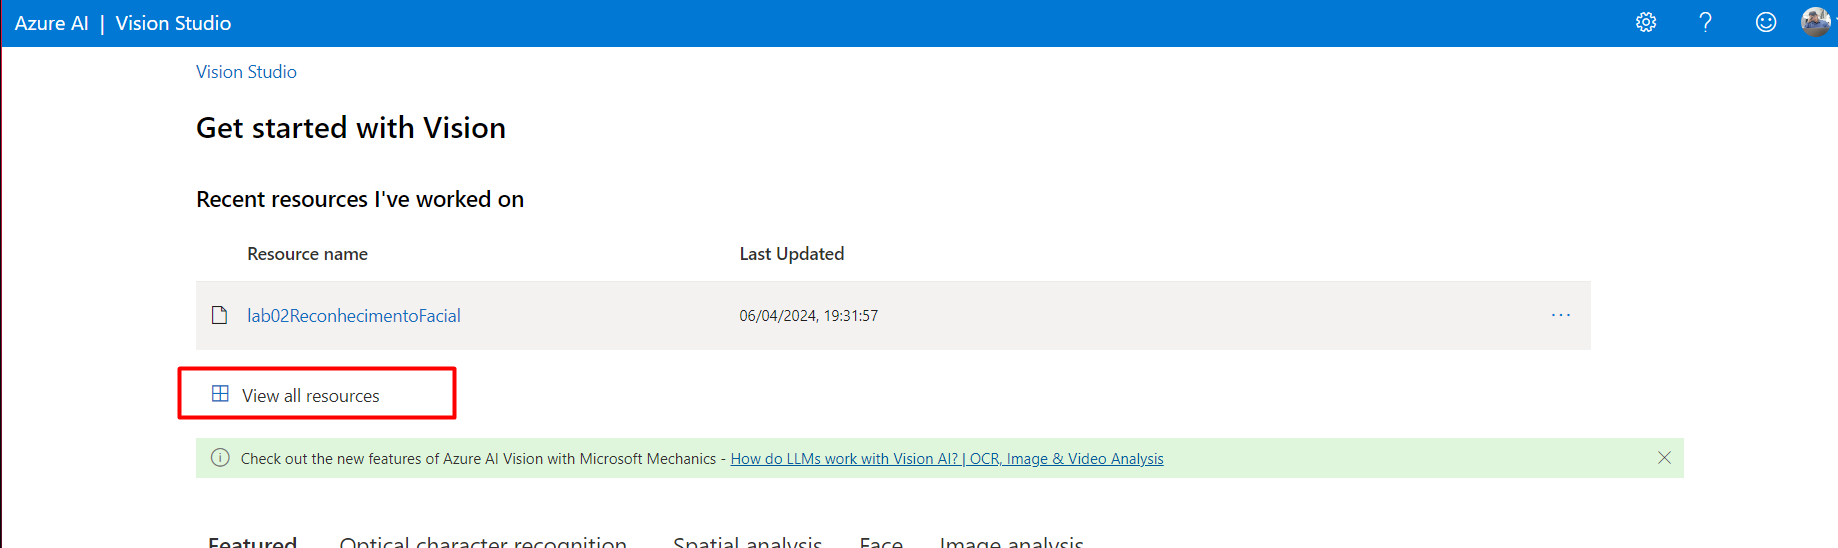 Azure AI | Vision Studio
Vision Studio
Get started with Vision
Recent resources I've worked on
Resource name Last Updated
lab02ReconhecimentoFacial 06/04/2024, 19:31:57 ...
View all resources
Check out the new features of Azure AI Vision with Microsoft Mechanics - How do LLMs work with Vision AI? | OCR, Image & Video Analysis
Featured Optical character recognition Spatial analysis Face Image analysis